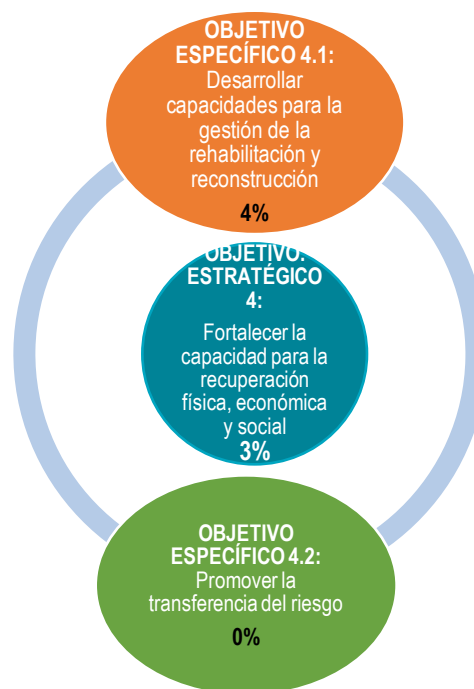 OBJETIVO
ESPECÍFICO 4.1:
Desarrollar
capacidades para la
gestión de la
rehabilitación y
reconstrucción
4%
OBJETIVO.
ESTRATÉGICO
4:
Fortalecer la
capacidad para la
recuperación
física, económica
y social
3%
OBJETIVO
ESPECÍFICO 4.2:
Promover la
transferencia del riesgo
0%